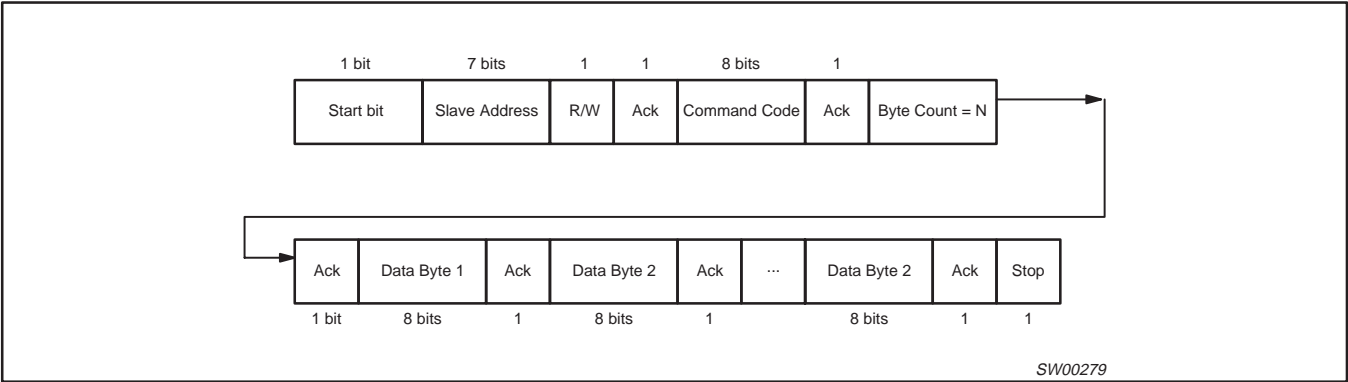 1 bit 7 bits 1 1 8 bits 1
Start bit Slave Address R/W Ack Command Code Ack Byte Count = N
Ack Data Byte 1 Ack Data Byte 2 Ack ... Data Byte 2 Ack Stop
1 bit 8 bits 1 8 bits 1 8 bits 1 1
SW00279